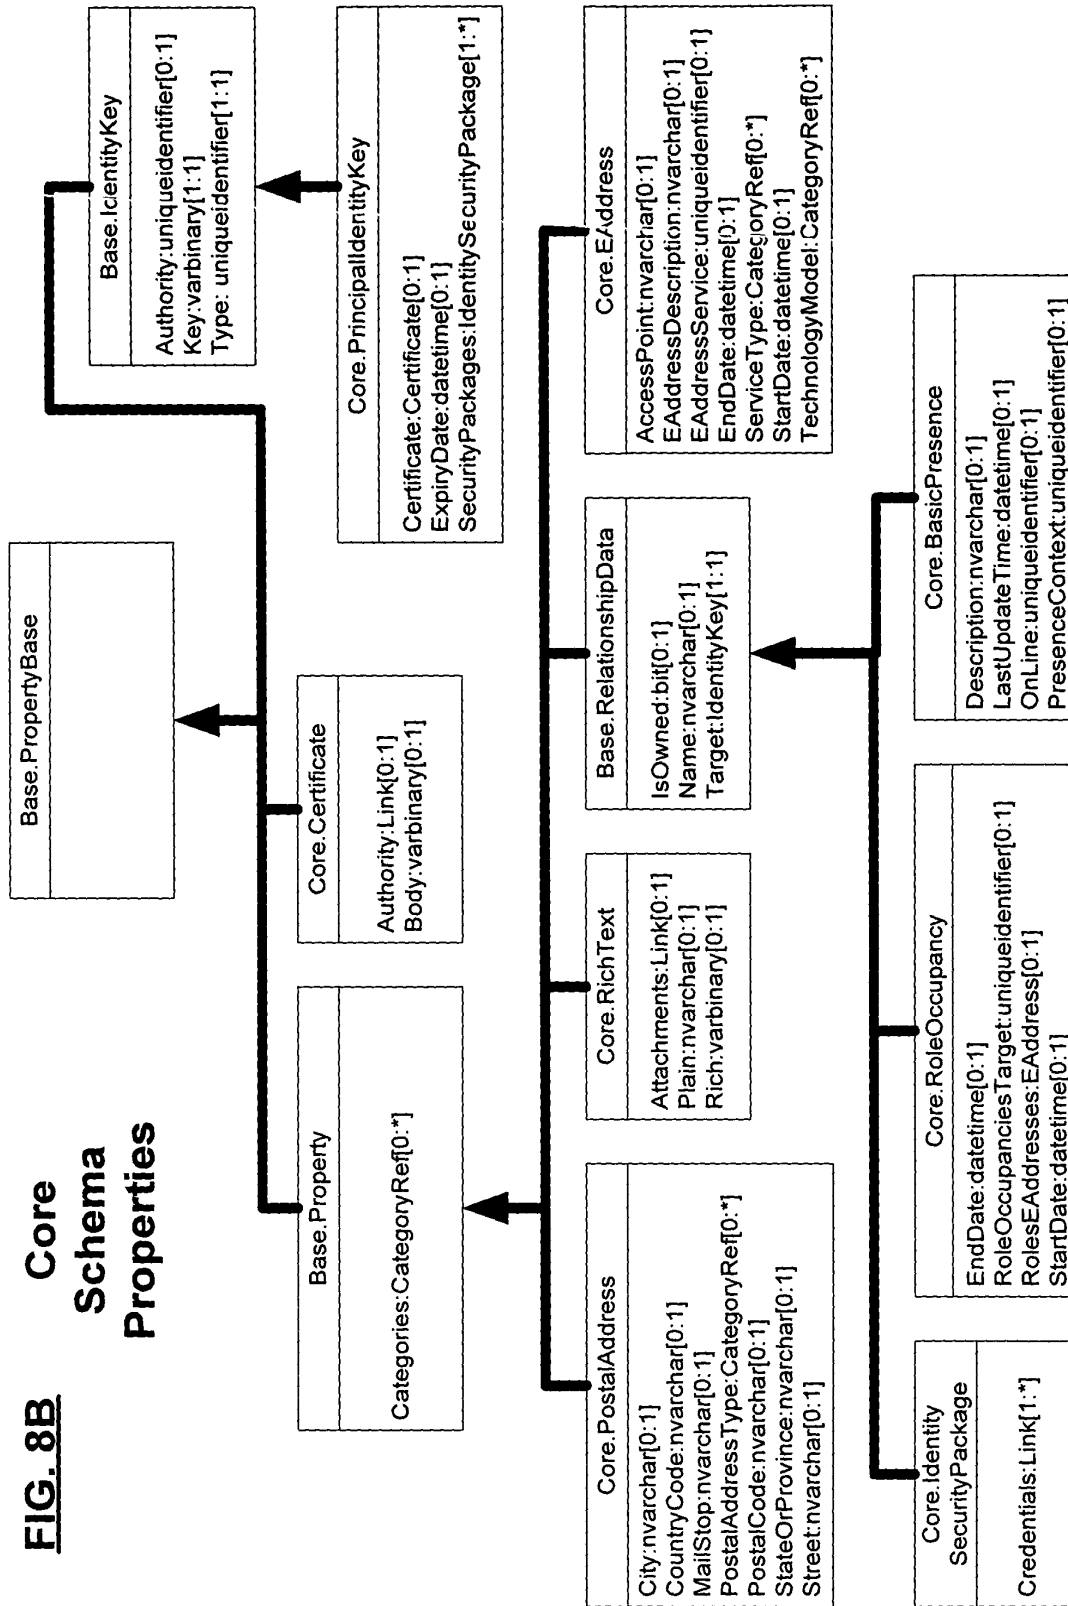 FIG. 8B
Core
Schema
Properties
Base.PropertyBase
Base.Property
Categories:CategoryRef[0:*]
Core.Certificate
Authority:Link[0:1]
Body:varbinary[0:1]
Base.IdentityKey
Authority:uniqueidentifier[0:1]
Key:varbinary[1:1]
Type: uniqueidentifier[1:1]
Core.PrincipalIdentityKey
Certificate:Certificate[0:1]
ExpiryDate:datetime[0:1]
SecurityPackages:IdentitySecurityPackage[1:*]
Core.PostalAddress
City:nvarchar[0:1]
CountryCode:nvarchar[0:1]
MailStop:nvarchar[0:1]
PostalAddressType:CategoryRef[0:*]
PostalCode:nvarchar[0:1]
StateOrProvince:nvarchar[0:1]
Street:nvarchar[0:1]
Core.RichText
Attachments:Link[0:1]
Plain:nvarchar[0:1]
Rich:varbinary[0:1]
Base.RelationshipData
IsOwned:bit[0:1]
Name:nvarchar[0:1]
Target:IdentityKey[1:1]
Core.EAddress
AccessPoint:nvarchar[0:1]
EAddressDescription:nvarchar[0:1]
EAddressService:uniqueidentifier[0:1]
EndDate:datetime[0:1]
ServiceType:CategoryRef[0:*]
StartDate:datetime[0:1]
TechnologyModel:CategoryRef[0:*]
Core.Identity
SecurityPackage
Credentials:Link[1:*]
Core.RoleOccupancy
EndDate:datetime[0:1]
RoleOccupanciesTarget:uniqueidentifier[0:1]
RolesEAddresses:EAddress[0:1]
StartDate:datetime[0:1]
Core.BasicPresence
Description:nvarchar[0:1]
LastUpdateTime:datetime[0:1]
OnLine:uniqueidentifier[0:1]
PresenceContext:uniqueidentifier[0:1]